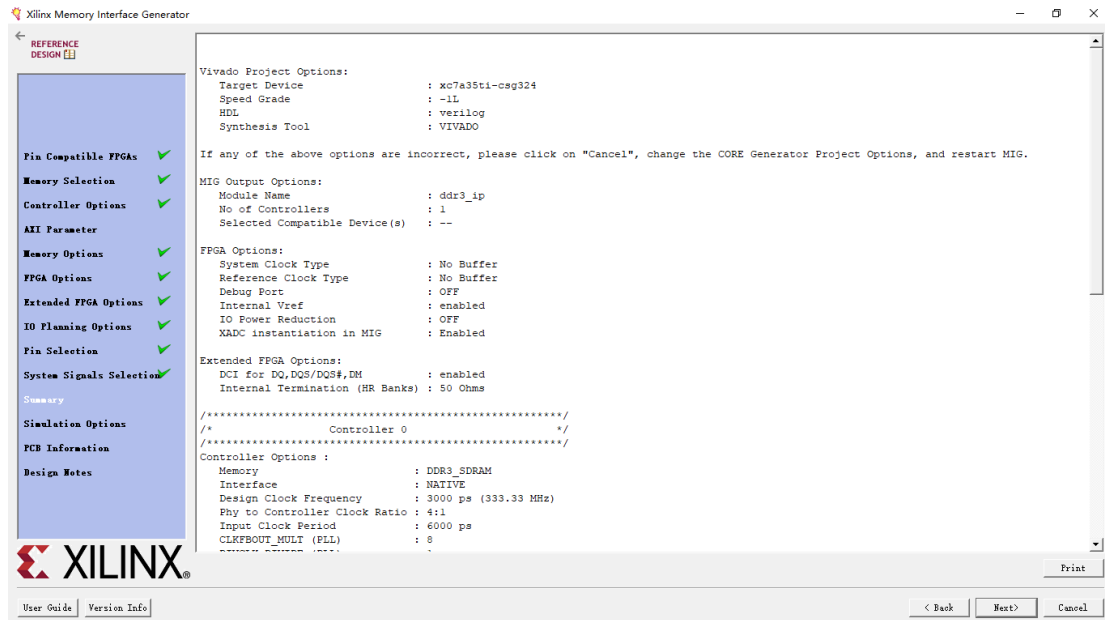 Xilinx Memory Interface Generator
REFERENCE
DESIGN
Pin Compatible FPGAs
Memory Selection
Controller Options
AXI Parameter
Memory Options
FPGA Options
Extended FPGA Options
IO Planning Options
Pin Selection
System Signals Selection
Summary
Simulation Options
PCB Information
Design Notes
XILINX®
Vivado Project Options:
Target Device : xc7a35ti-csg324
Speed Grade : -1L
HDL : verilog
Synthesis Tool : VIVADO
If any of the above options are incorrect, please click on "Cancel", change the CORE Generator Project Options, and restart MIG.
MIG Output Options:
Module Name : ddr3_ip
No of Controllers : 1
Selected Compatible Device(s) : --
FPGA Options:
System Clock Type : No Buffer
Reference Clock Type : No Buffer
Debug Port : OFF
Internal Vref : enabled
IO Power Reduction : OFF
XADC instantiation in MIG : Enabled
Extended FPGA Options:
DCI for DQ,DQS/DQS#,DM : enabled
Internal Termination (HR Banks) : 50 Ohms
/*****************************************************/
/* Controller 0 */
/*****************************************************/
Controller Options :
Memory : DDR3_SDRAM
Interface : NATIVE
Design Clock Frequency : 3000 ps (333.33 MHz)
Phy to Controller Clock Ratio : 4:1
Input Clock Period : 6000 ps
CLKFBOUT_MULT (PLL) : 8
Print
User Guide
Version Info
< Back
Next>
Cancel